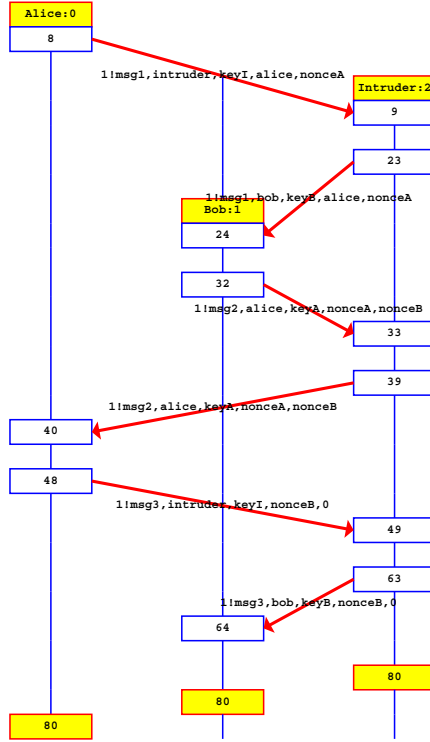 Alice:0
8
1!msg1,intruder,keyI,alice,nonceA
Intruder:2
9
23
1!msg1,bob,keyB,alice,nonceA
Bob:1
24
32
1!msg2,alice,keyA,nonceA,nonceB
33
39
1!msg2,alice,keyA,nonceA,nonceB
40
48
1!msg3,intruder,keyI,nonceB,0
49
63
1!msg3,bob,keyB,nonceB,0
64
80
80
80